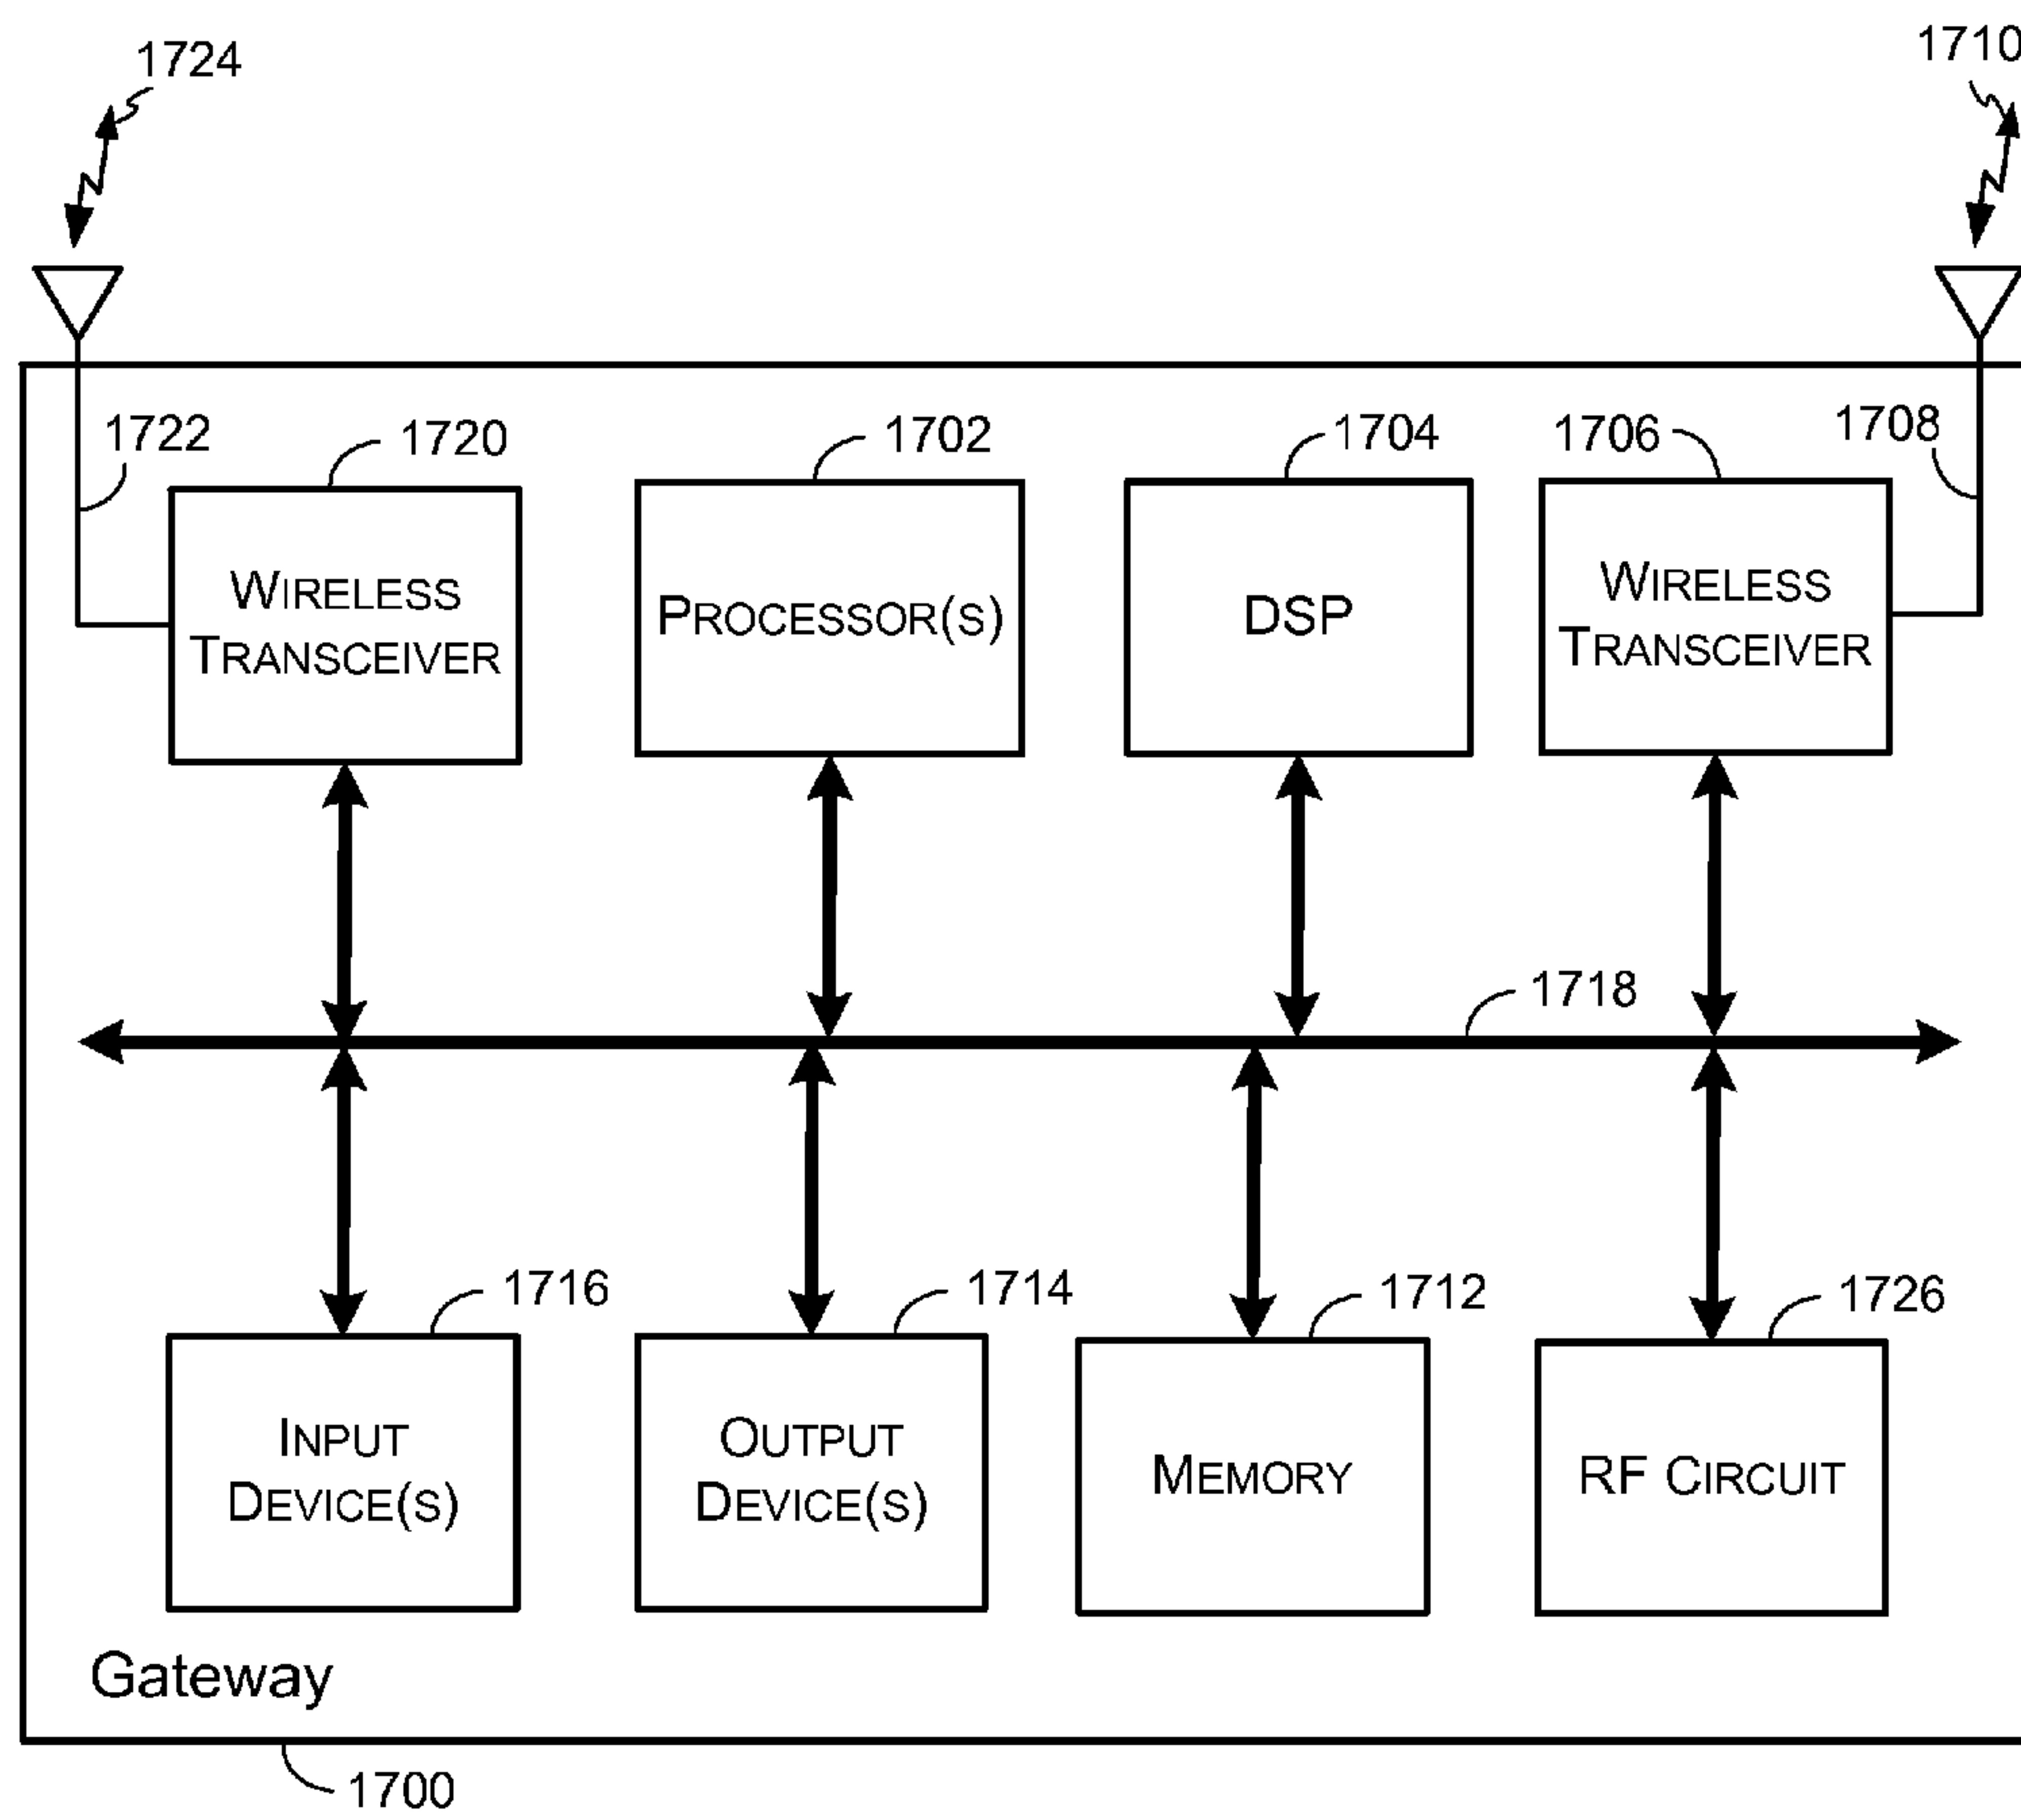 1724
1710
1722
1720
1702
1704
1706
1708
WIRELESS
TRANSCEIVER
PROCESSOR(S)
DSP
WIRELESS
TRANSCEIVER
1718
1716
1714
1712
1726
INPUT
DEVICE(S)
OUTPUT
DEVICE(S)
MEMORY
RF CIRCUIT
Gateway
1700